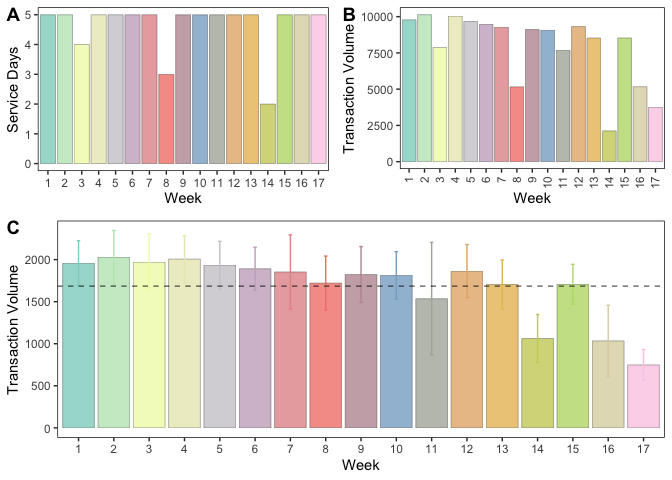 A
Service Days
5
4
3
2
1
0
1 2 3 4 5 6 7 8 9 10 11 12 13 14 15 16 17
Week
B
Transaction Volume
10000
7500
5000
2500
0
1 2 3 4 5 6 7 8 9 10 11 12 13 14 15 16 17
Week
C
Transaction Volume
2000
1500
1000
500
0
1 2 3 4 5 6 7 8 9 10 11 12 13 14 15 16 17
Week